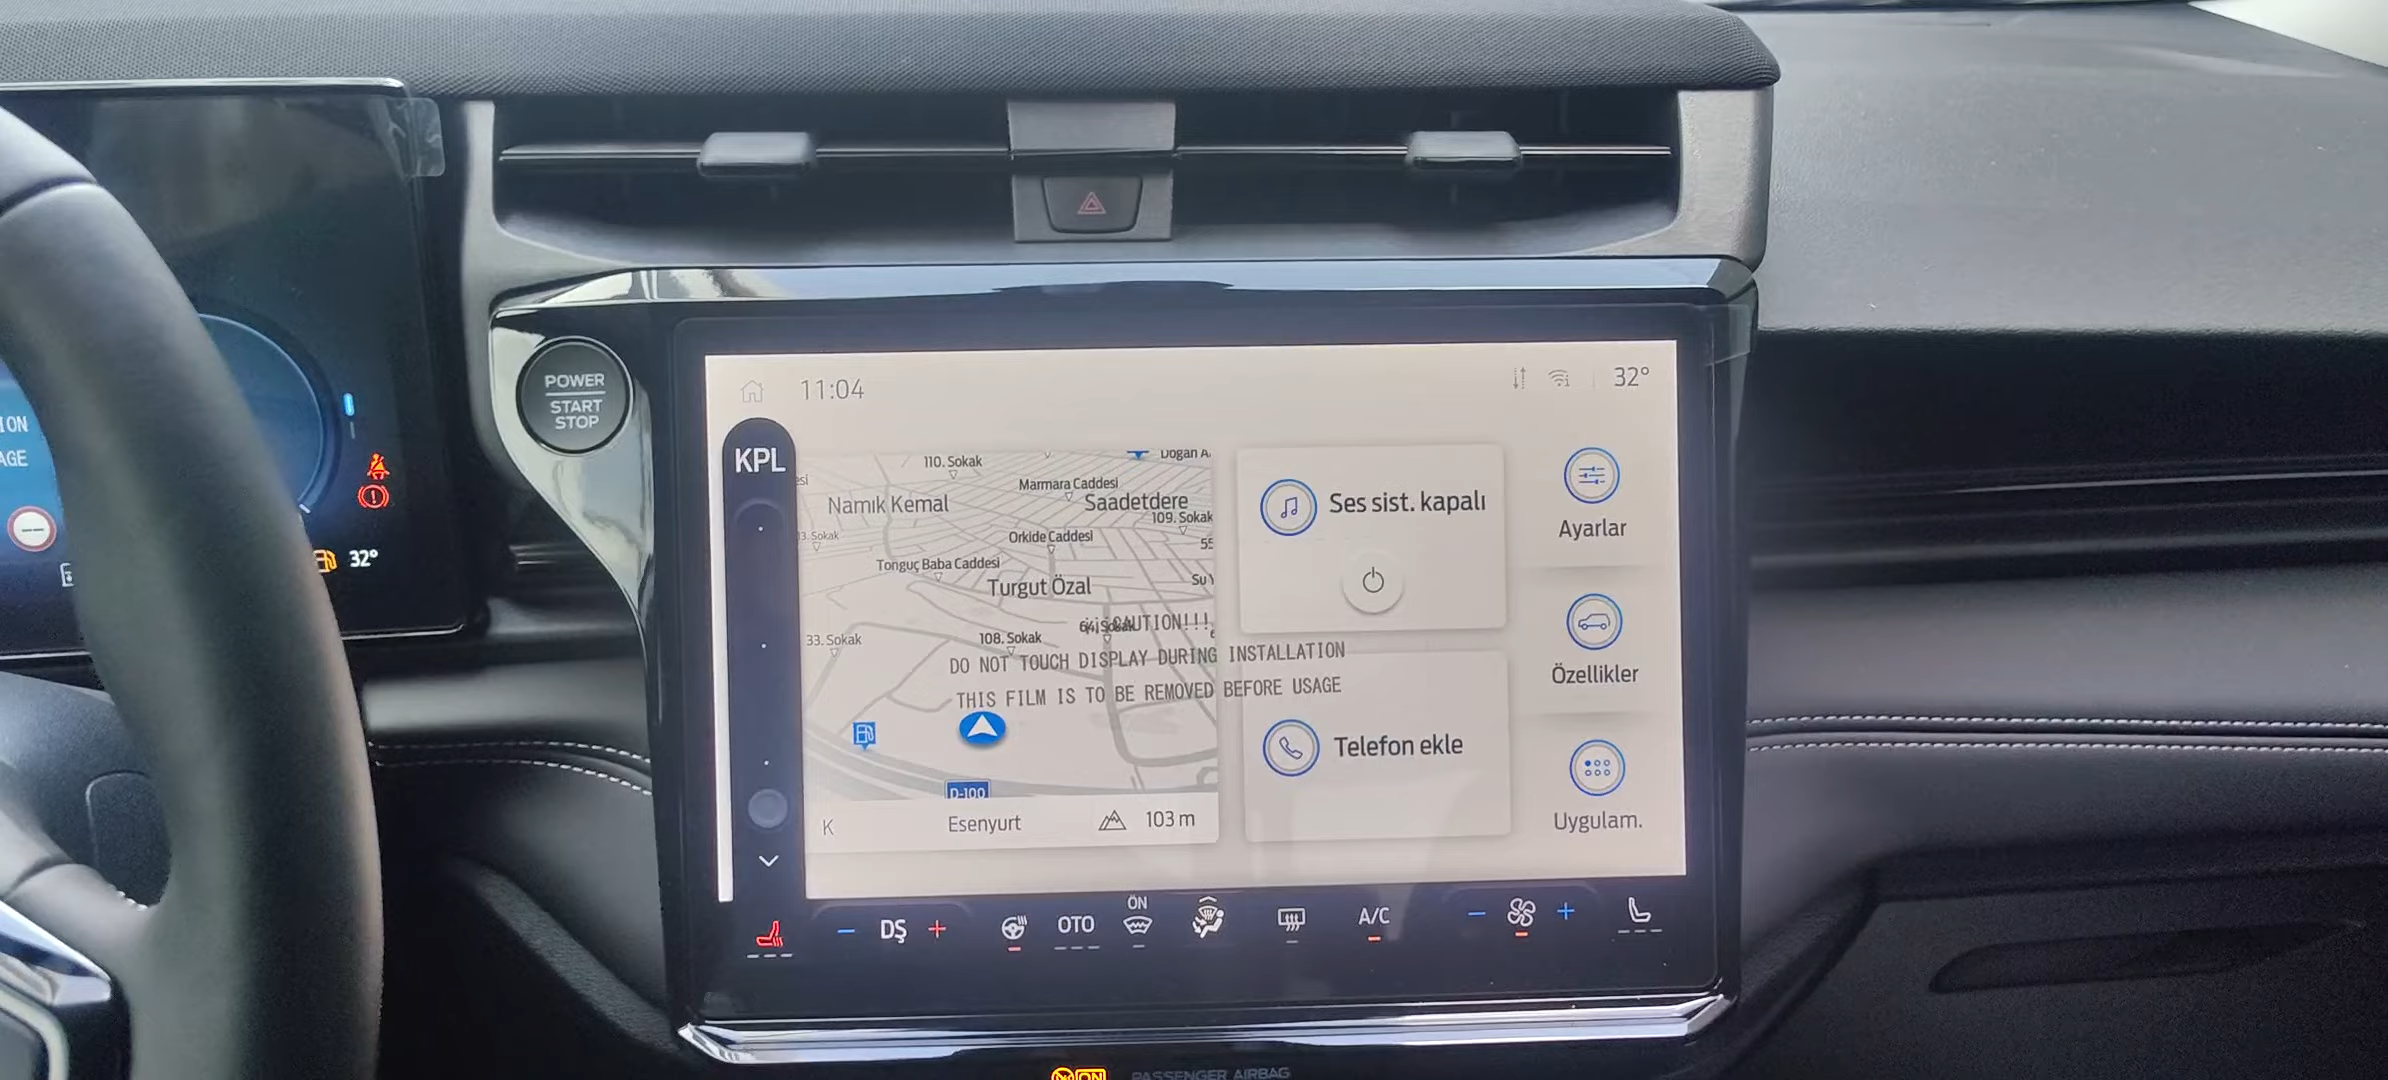 POWER
START
STOP
ION
AGE
32°
11:04
32°
KPL
110. Sokak
Marmara Caddesi
Namık Kemal
Saadetdere
109. Sokak
Orkide Caddesi
Tonguç Baba Caddesi
Turgut Özal
33. Sokak
108. Sokak
CAUTION!!!
DO NOT TOUCH DISPLAY DURING INSTALLATION
THIS FILM IS TO BE REMOVED BEFORE USAGE
D-100
K
Esenyurt
103 m
Ses sist. kapalı
Telefon ekle
Ayarlar
Özellikler
Uygulam.
DŞ
OTO
ÖN
A/C
ON
PASSENGER AIRBAG